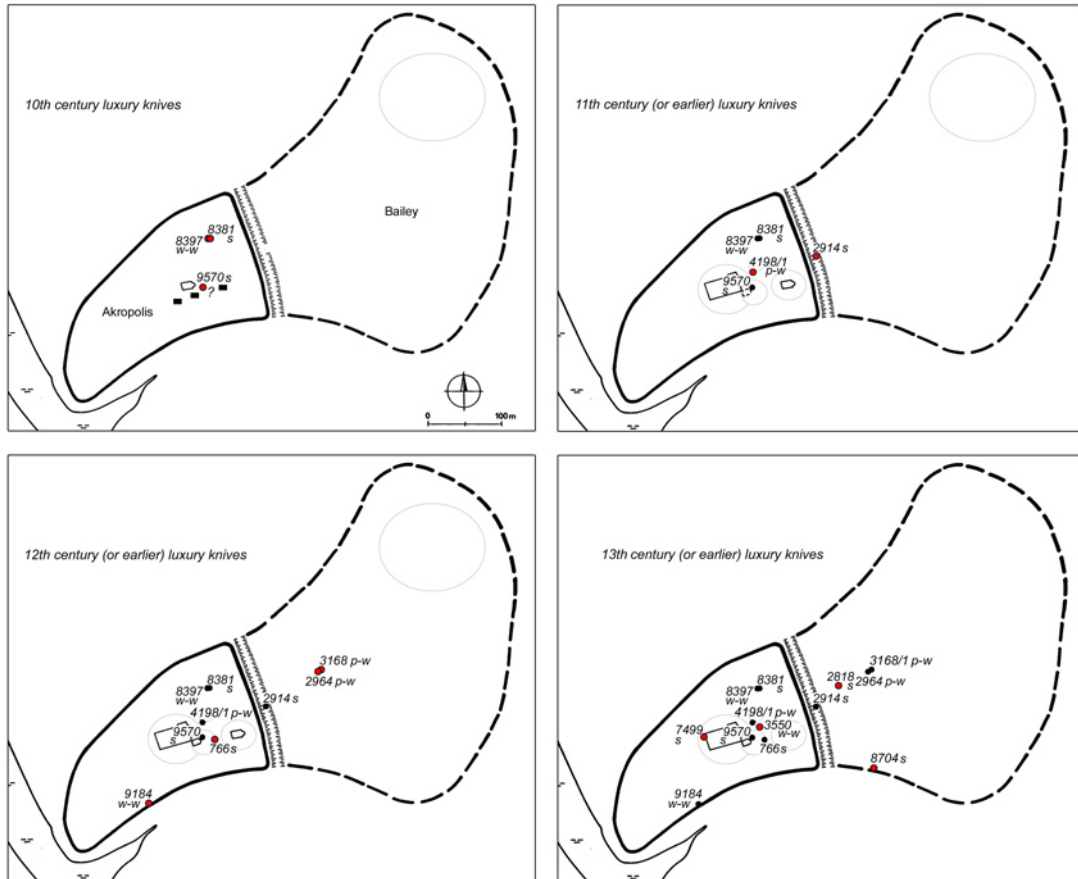 10th century luxury knives
Bailey
8381
8397 s
w-w
9570 s
?
Akropolis
0 100 m
11th century (or earlier) luxury knives
8381
8397 s
w-w
2914 s
4198/1
p-w
9570
s
12th century (or earlier) luxury knives
3168 p-w
2964 p-w
8381
8397 s
w-w
2914 s
4198/1 p-w
9570
s
766 s
9184
w-w
13th century (or earlier) luxury knives
3168/1 p-w
2964 p-w
2818
s
8381
8397 s
w-w
2914 s
4198/1 p-w
7499
s
9570
s
3550
w-w
766 s
8704 s
9184
w-w